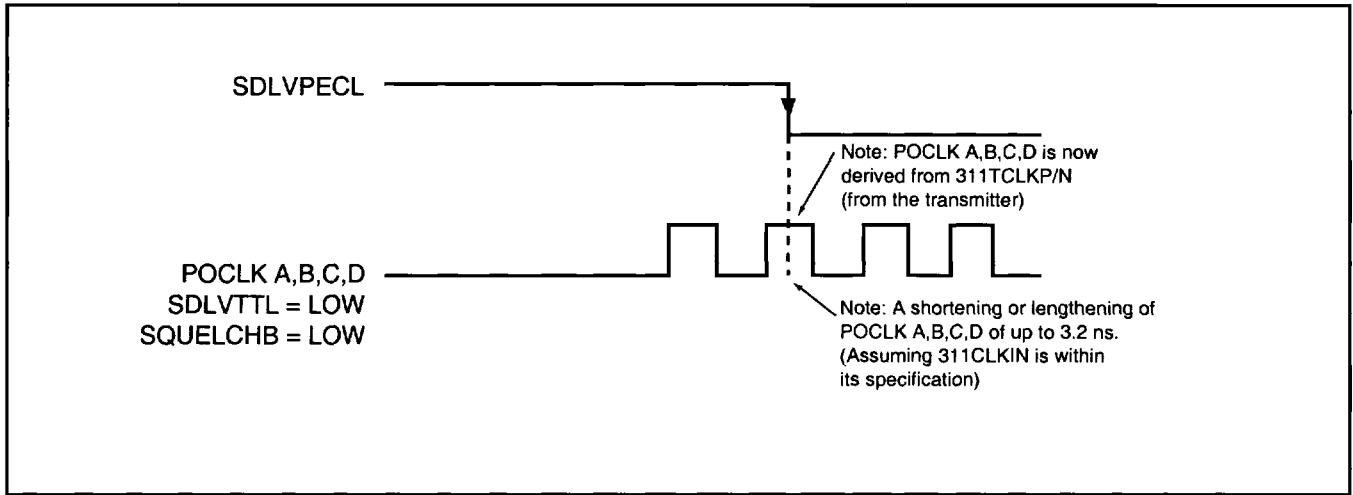 SDLVPECL
Note: POCLK A,B,C,D is now
derived from 311TCLKP/N
(from the transmitter)
POCLK A,B,C,D
SDLVTTL = LOW
SQUELCHB = LOW
Note: A shortening or lengthening of
POCLK A,B,C,D of up to 3.2 ns.
(Assuming 311CLKIN is within
its specification)